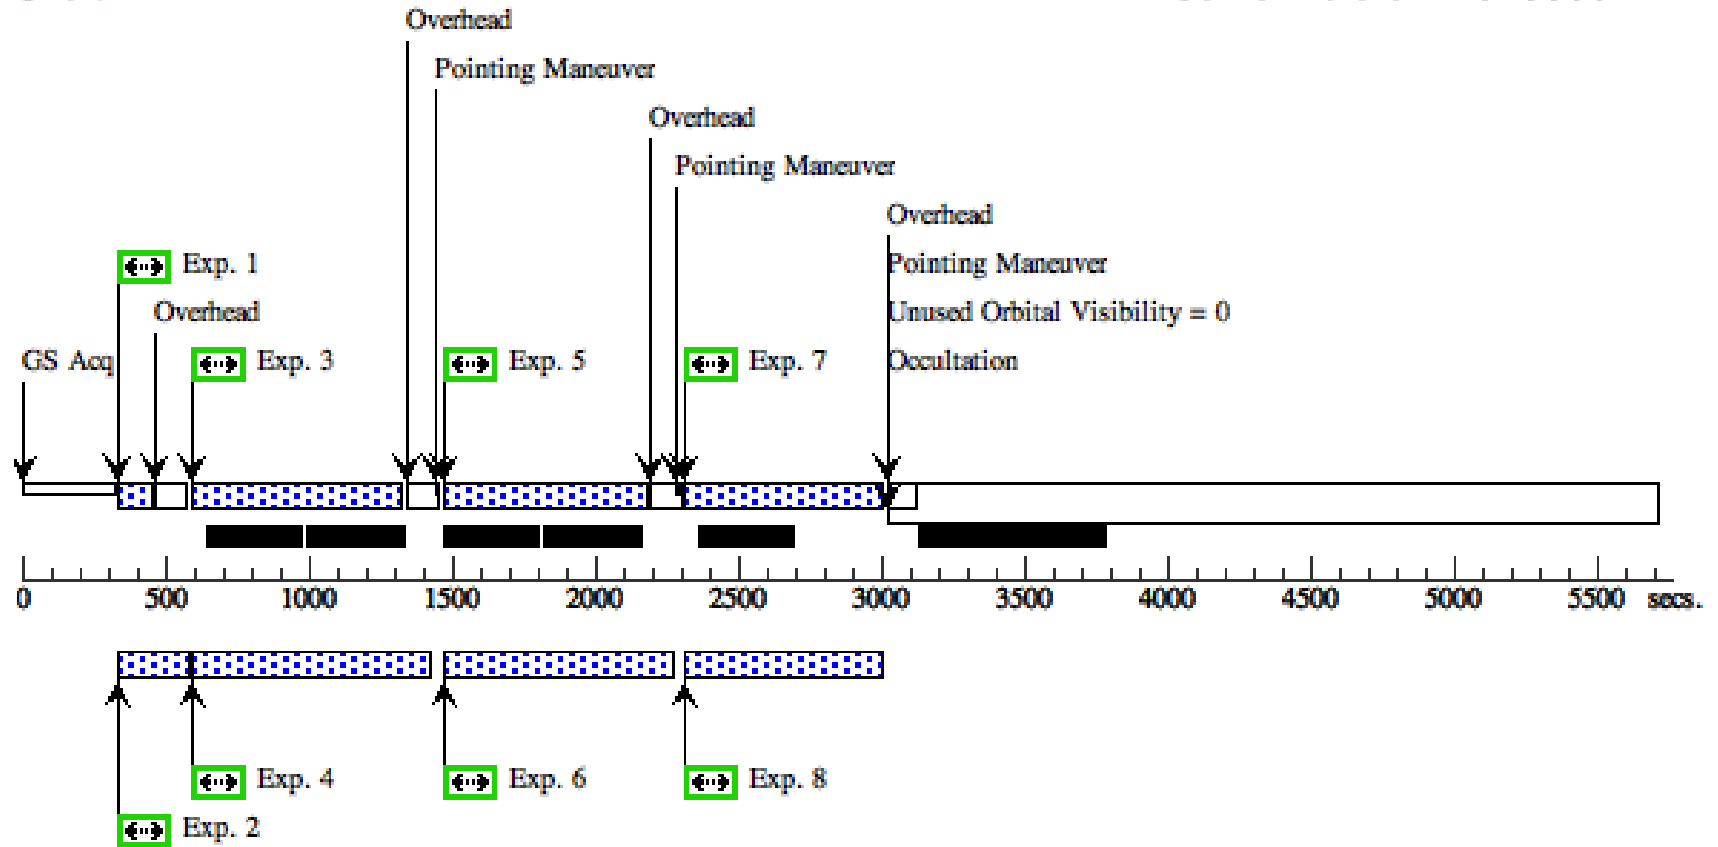 Overhead
Pointing Maneuver
Overhead
Pointing Maneuver
Overhead
Exp. 1
Pointing Maneuver
Overhead
Unused Orbital Visibility = 0
GS Acq
Exp. 3
Exp. 5
Exp. 7
Occultation
0 500 1000 1500 2000 2500 3000 3500 4000 4500 5000 5500 secs.
Exp. 4
Exp. 6
Exp. 8
Exp. 2